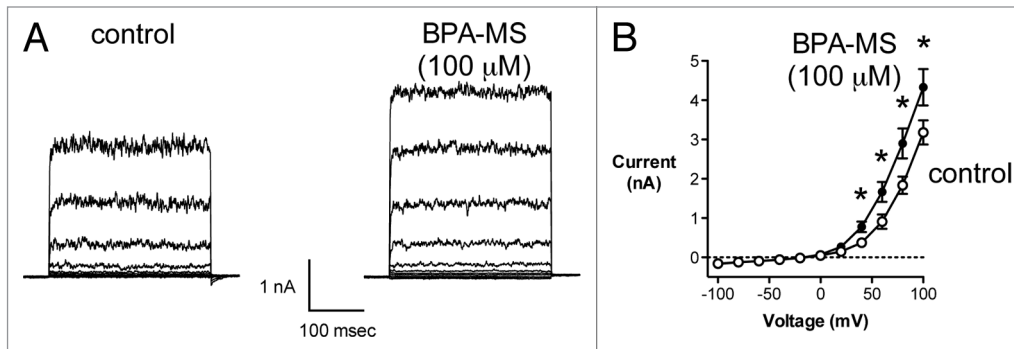 A
control
BPA-MS
(100 μM)
1 nA
100 msec
B
BPA-MS
(100 μM)
*
*
*
*
control
Current
(nA)
5
4
3
2
1
0
-100
-50
0
50
100
Voltage (mV)